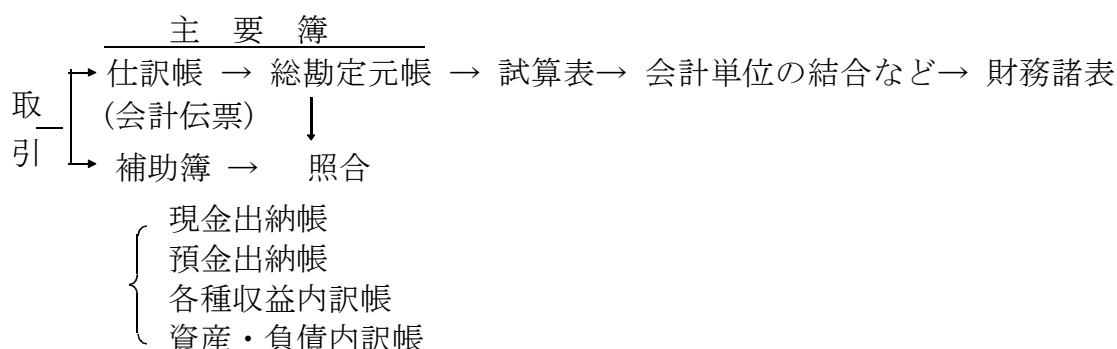 主 要 簿
仕訳帳 → 総勘定元帳 → 試算表→ 会計単位の結合など→ 財務諸表
取引
(会計伝票)
補助簿 → 照合
現金出納帳
預金出納帳
各種収益内訳帳
資産・負債内訳帳